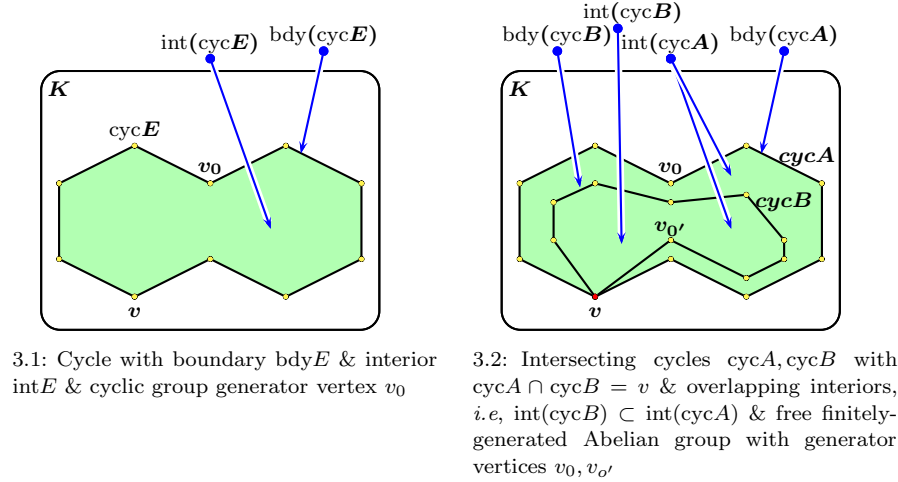 int(cycE)
bdy(cycE)
K
cycE
v₀
v
3.1: Cycle with boundary bdyE & interior
intE & cyclic group generator vertex v₀
int(cycB)
bdy(cycB)
int(cycA)
bdy(cycA)
K
v₀
cycA
cycB
v₀′
v
3.2: Intersecting cycles cycA, cycB with
cycA ∩ cycB = v & overlapping interiors,
i.e, int(cycB) ⊂ int(cycA) & free finitely-
generated Abelian group with generator
vertices v₀, vₒ′